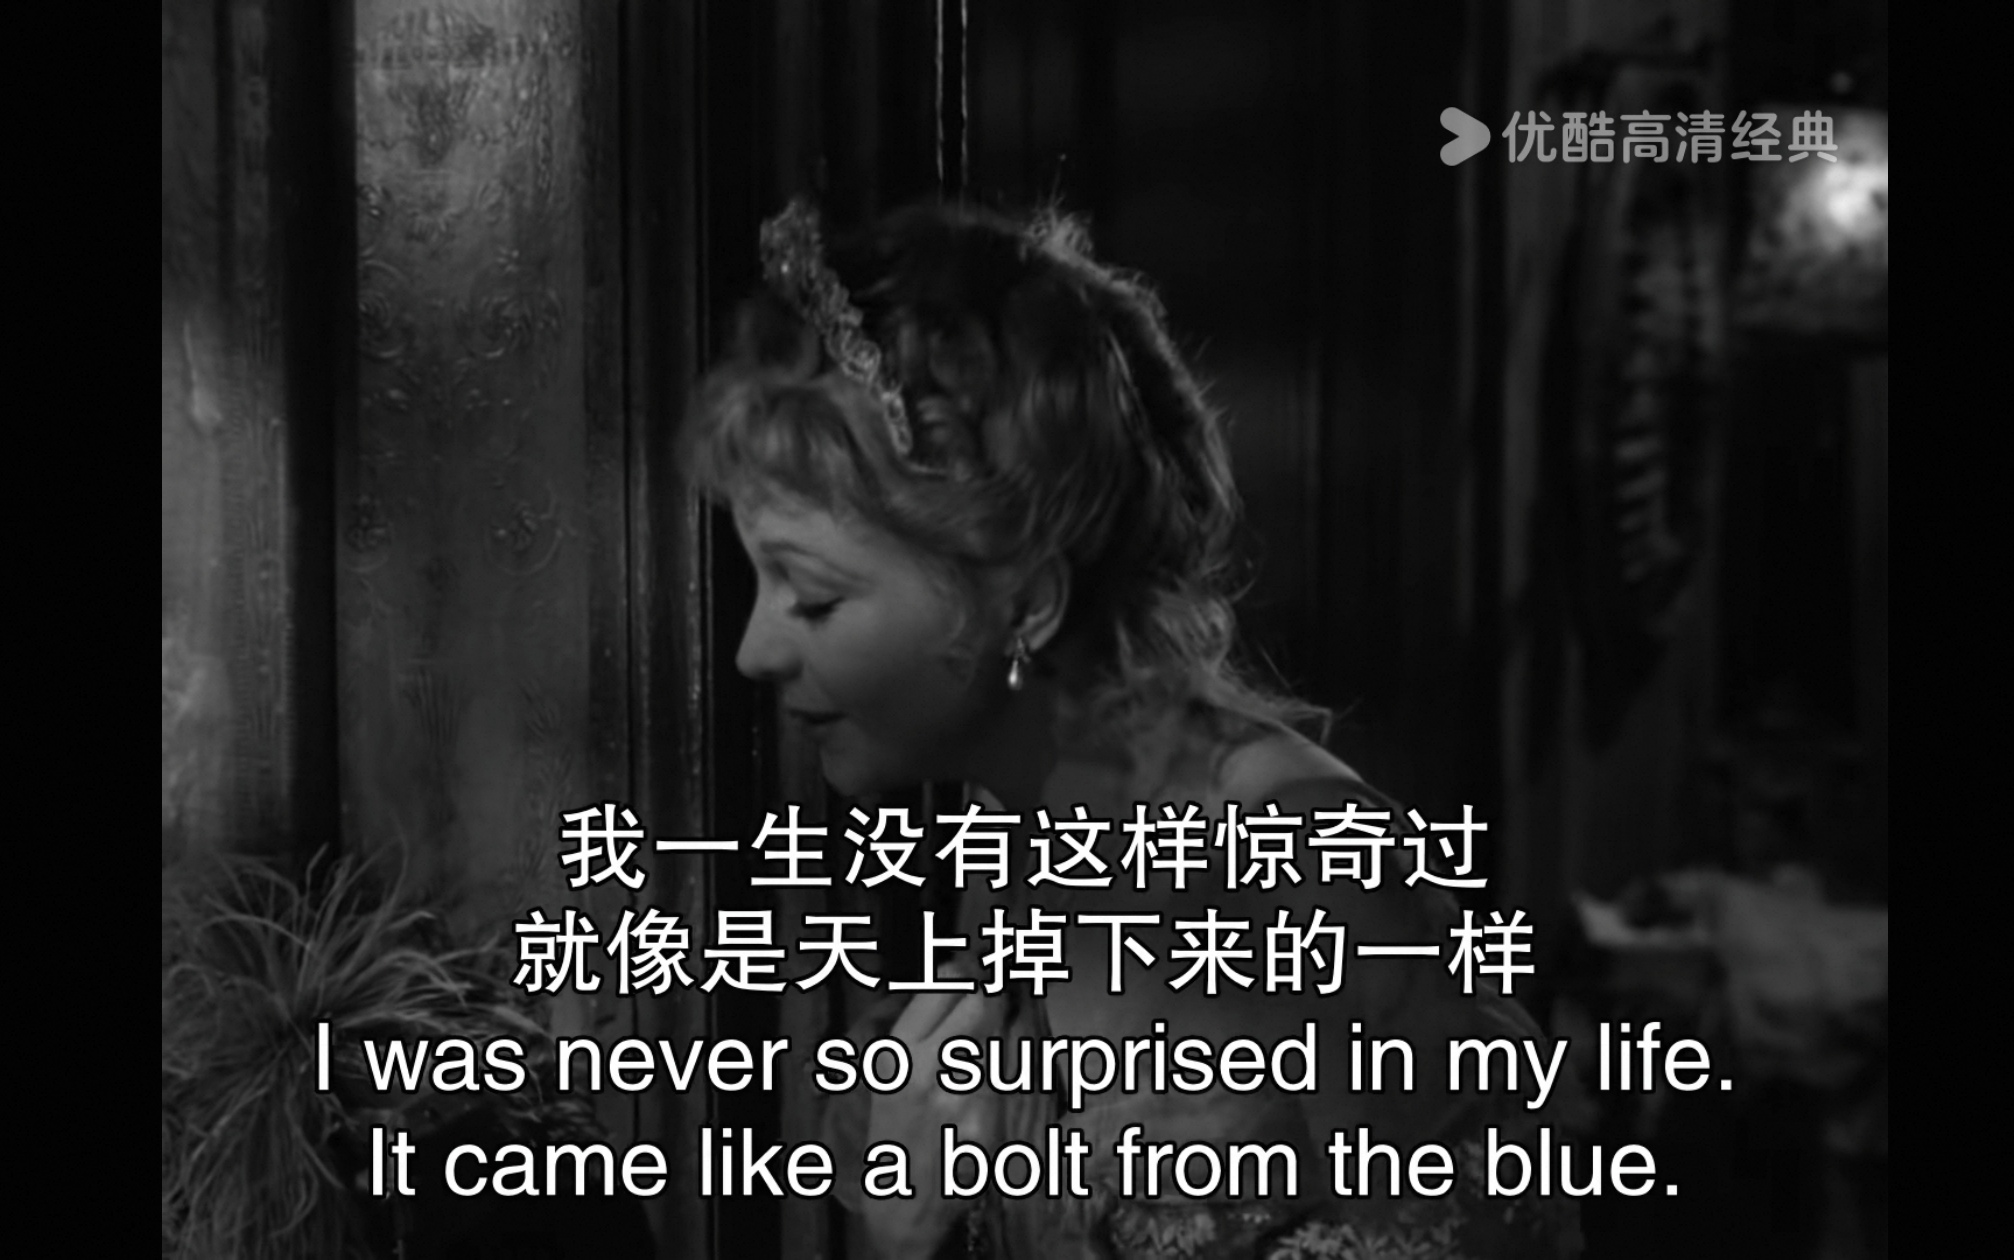 优酷高清经典
我一生没有这样惊奇过
就像是天上掉下来的一样
I was never so surprised in my life.
It came like a bolt from the blue.